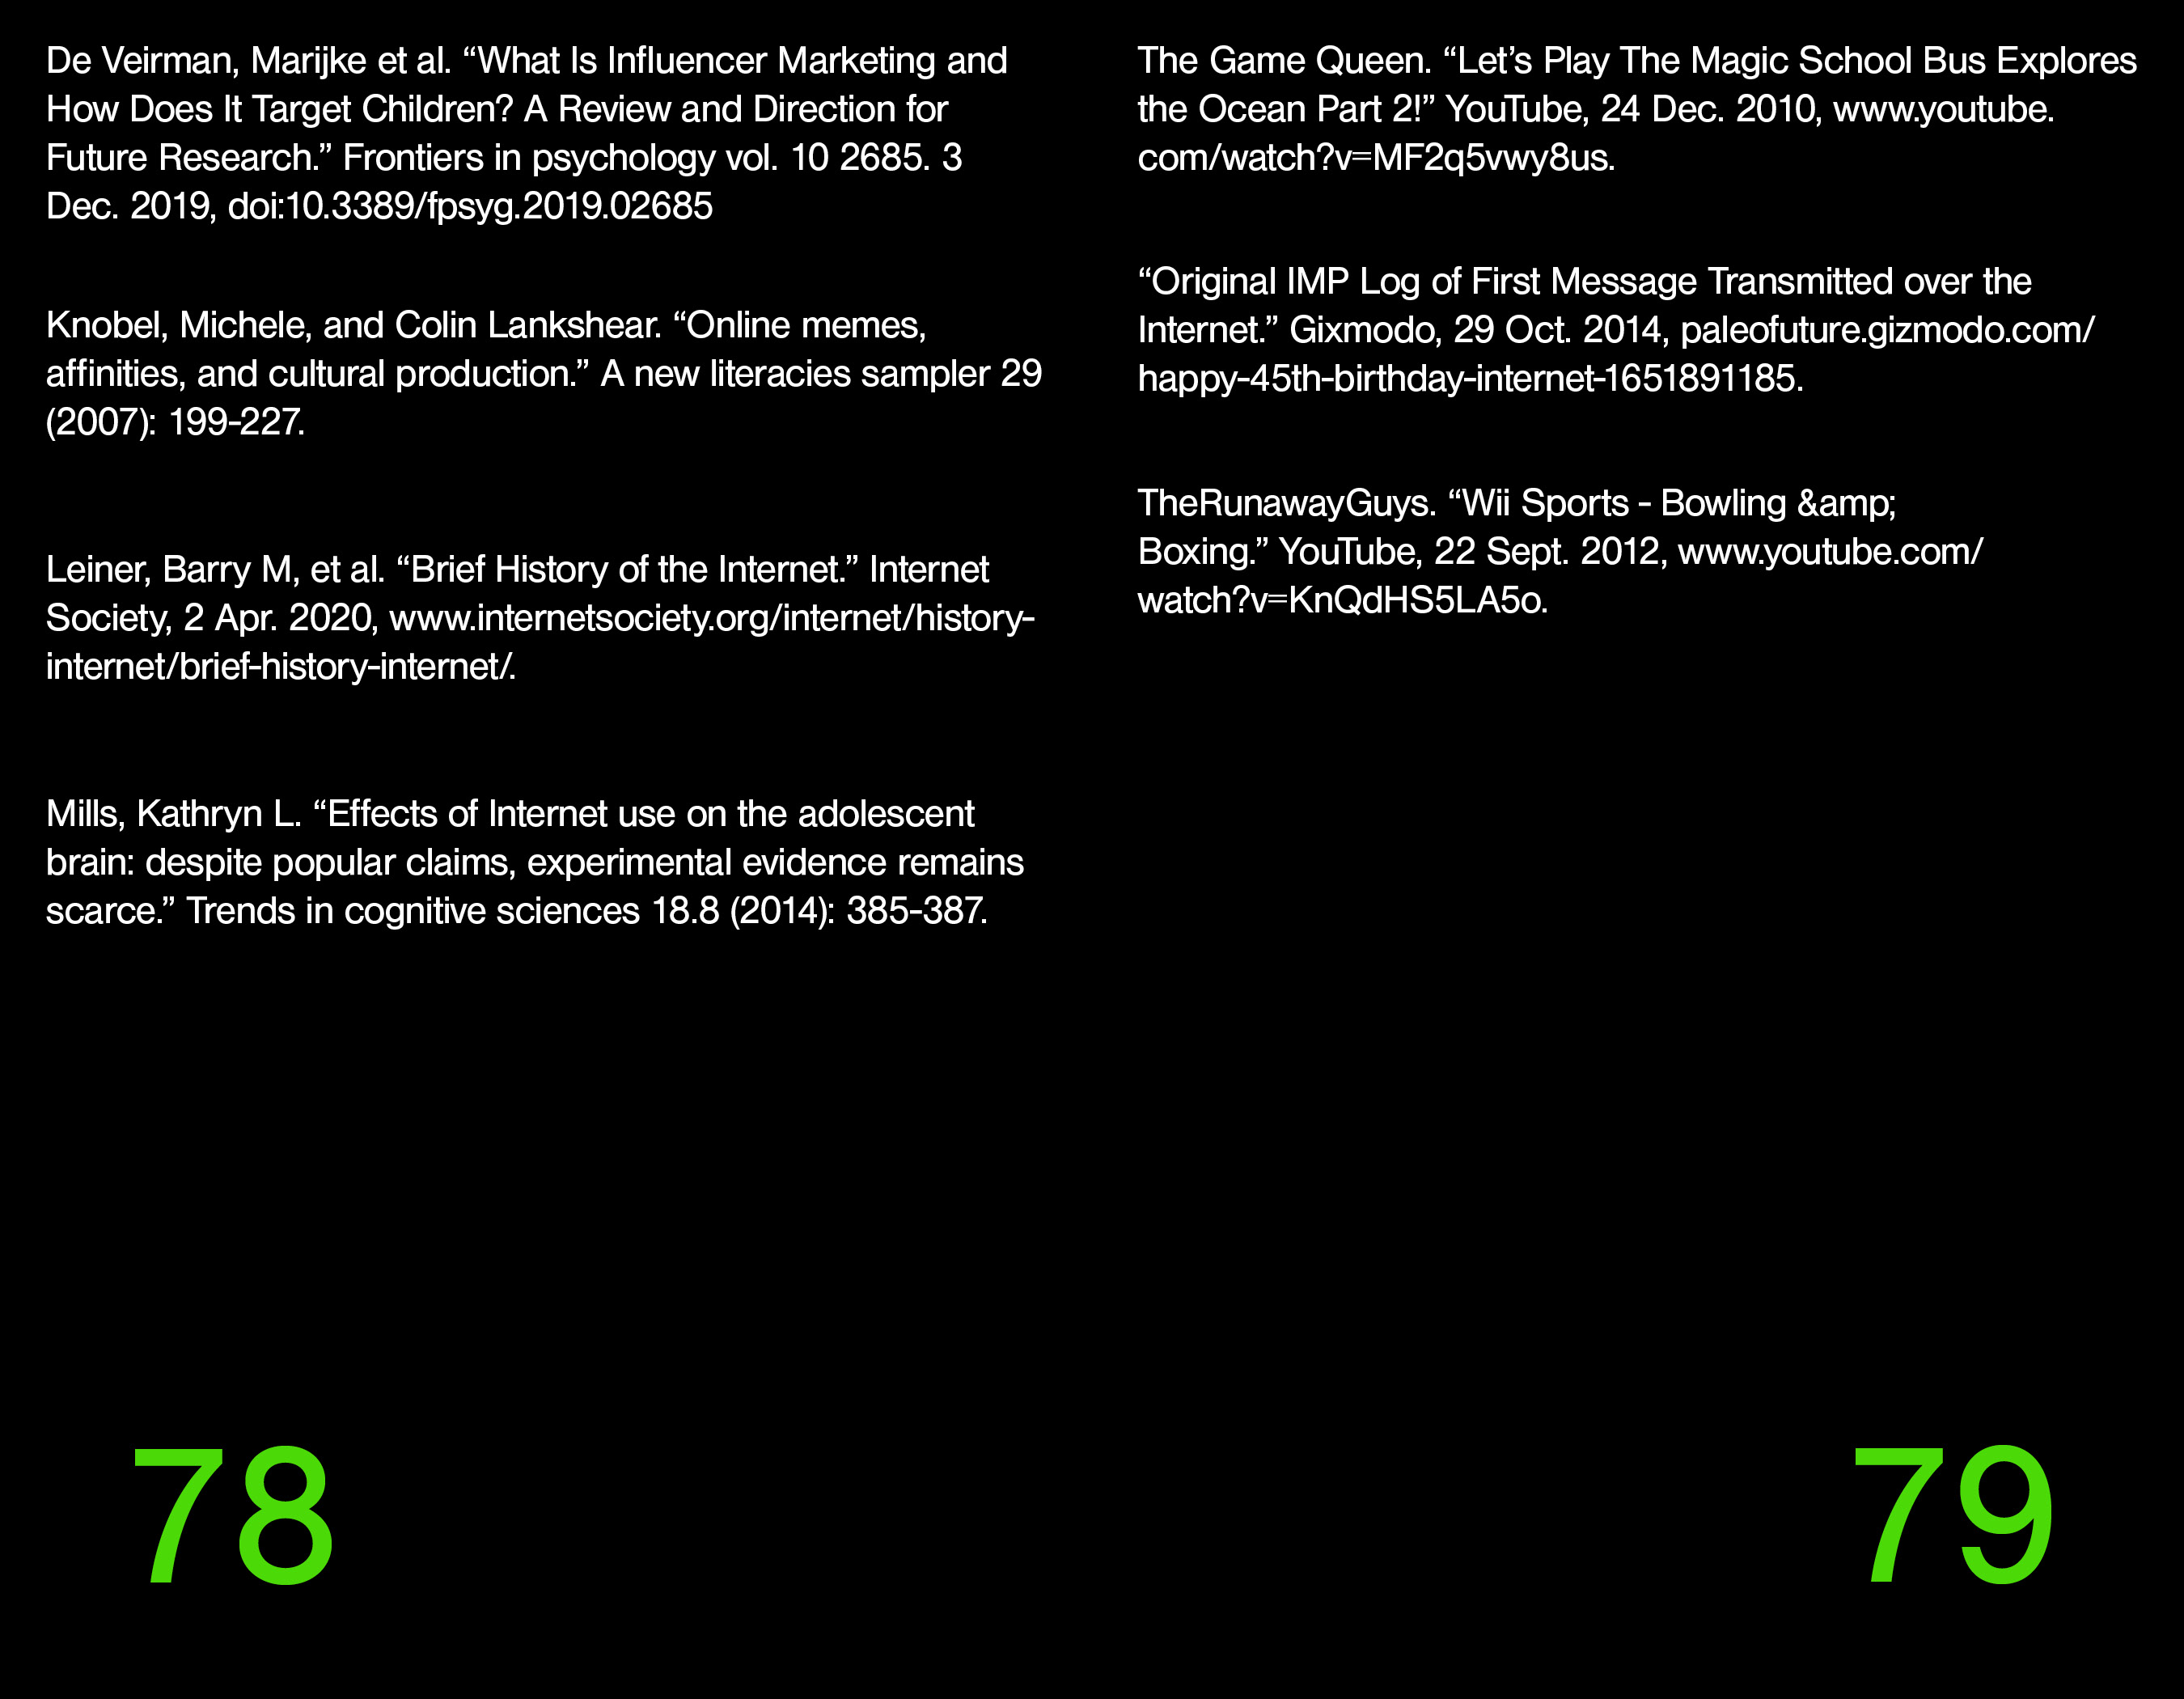 De Veirman, Marijke et al. “What Is Influencer Marketing and
How Does It Target Children? A Review and Direction for
Future Research.” Frontiers in psychology vol. 10 2685. 3
Dec. 2019, doi:10.3389/fpsyg.2019.02685
Knobel, Michele, and Colin Lankshear. “Online memes,
affinities, and cultural production.” A new literacies sampler 29
(2007): 199-227.
Leiner, Barry M, et al. “Brief History of the Internet.” Internet
Society, 2 Apr. 2020, www.internetsociety.org/internet/history-
internet/brief-history-internet/.
Mills, Kathryn L. “Effects of Internet use on the adolescent
brain: despite popular claims, experimental evidence remains
scarce.” Trends in cognitive sciences 18.8 (2014): 385-387.
78
The Game Queen. “Let’s Play The Magic School Bus Explores
the Ocean Part 2!” YouTube, 24 Dec. 2010, www.youtube.
com/watch?v=MF2q5vwy8us.
“Original IMP Log of First Message Transmitted over the
Internet.” Gixmodo, 29 Oct. 2014, paleofuture.gizmodo.com/
happy-45th-birthday-internet-1651891185.
TheRunawayGuys. “Wii Sports - Bowling &amp;
Boxing.” YouTube, 22 Sept. 2012, www.youtube.com/
watch?v=KnQdHS5LA5o.
79